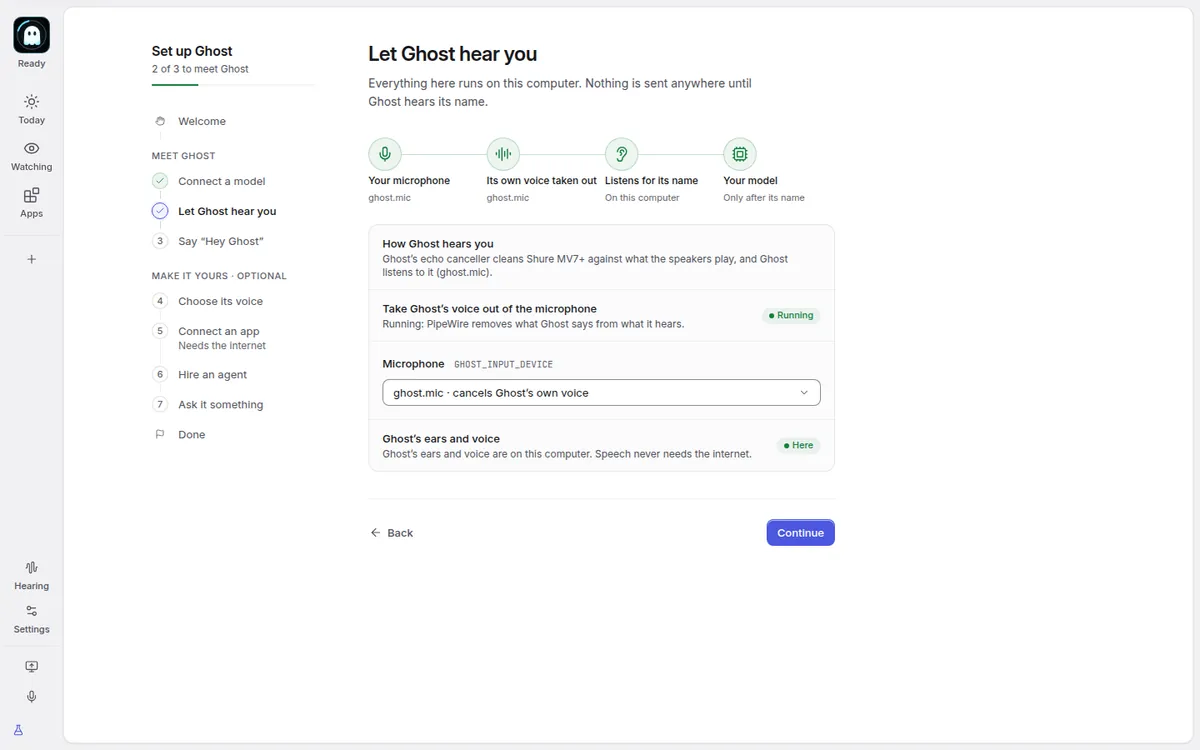 Ready
Today
Watching
Apps
Hearing
Settings
Set up Ghost
2 of 3 to meet Ghost
Welcome
MEET GHOST
Connect a model
Let Ghost hear you
3 Say “Hey Ghost”
MAKE IT YOURS · OPTIONAL
4 Choose its voice
5 Connect an app
Needs the internet
6 Hire an agent
7 Ask it something
Done
Let Ghost hear you
Everything here runs on this computer. Nothing is sent anywhere until
Ghost hears its name.
Your microphone
ghost.mic
Its own voice taken out
ghost.mic
Listens for its name
On this computer
Your model
Only after its name
How Ghost hears you
Ghost’s echo canceller cleans Shure MV7+ against what the speakers play, and Ghost
listens to it (ghost.mic).
Take Ghost’s voice out of the microphone
Running: PipeWire removes what Ghost says from what it hears.
Running
Microphone GHOST_INPUT_DEVICE
ghost.mic · cancels Ghost’s own voice
Ghost’s ears and voice
Ghost’s ears and voice are on this computer. Speech never needs the internet.
Here
Back
Continue